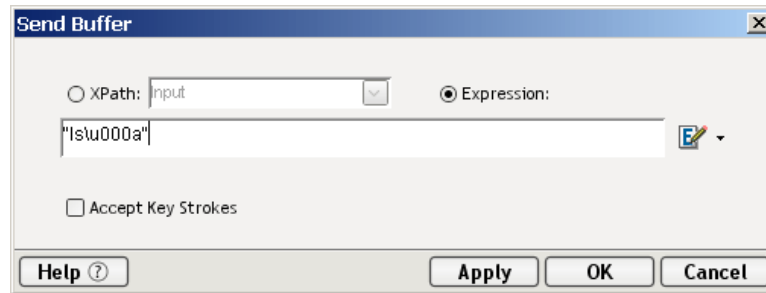 Send Buffer
XPath: Input Expression:
"ls\u000a"
Accept Key Strokes
Help ? Apply OK Cancel